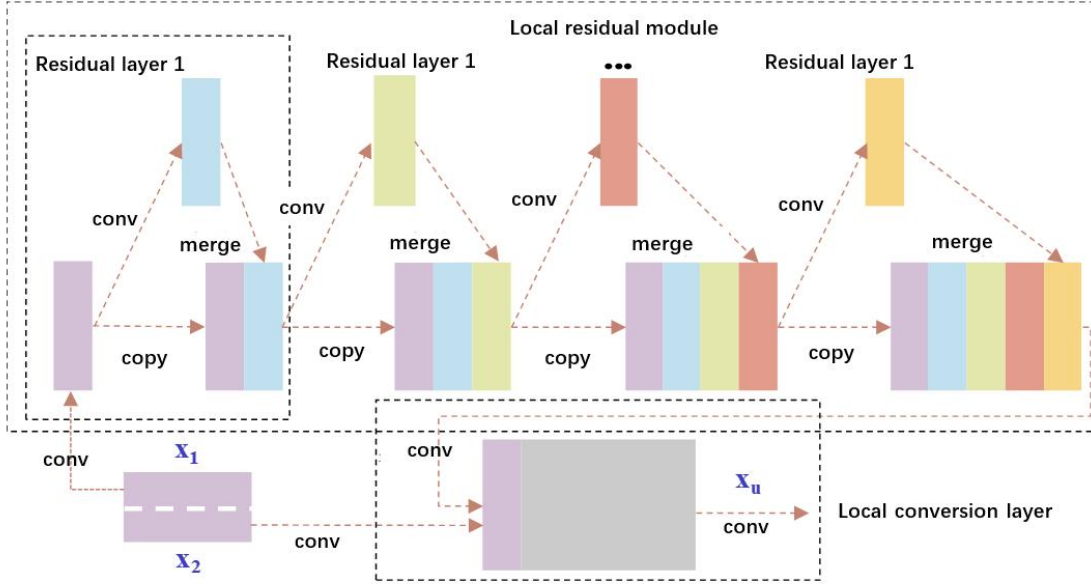 Local residual module
Residual layer 1
Residual layer 1
...
Residual layer 1
conv
conv
conv
conv
merge
merge
merge
merge
copy
copy
copy
copy
conv
x1
x2
conv
conv
xu
conv
Local conversion layer